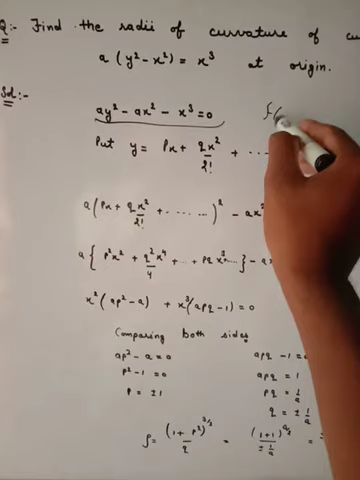 Q:- Find the radii of curvature of cu
a (y² - x²) = x³ at origin.
Sol:-
ay² - ax² - x³ = 0 f(
Put y = Px + qx²/2! + ...
a(Px + qx²/2! + ......)² - ax²
a{P²x² + q²x⁴/4 + .. + Pqx³....} - a
x²(ap² - a) + x³(apq - 1) = 0
Comparing both sides
ap² - a = 0 apq - 1 = 0
P² - 1 = 0 apq = 1
P = ±1 Pq = 1/a
q = ± 1/a
ρ = (1 + P²)^3/2 / q = (1+1)^3/2 / ± 1/a =